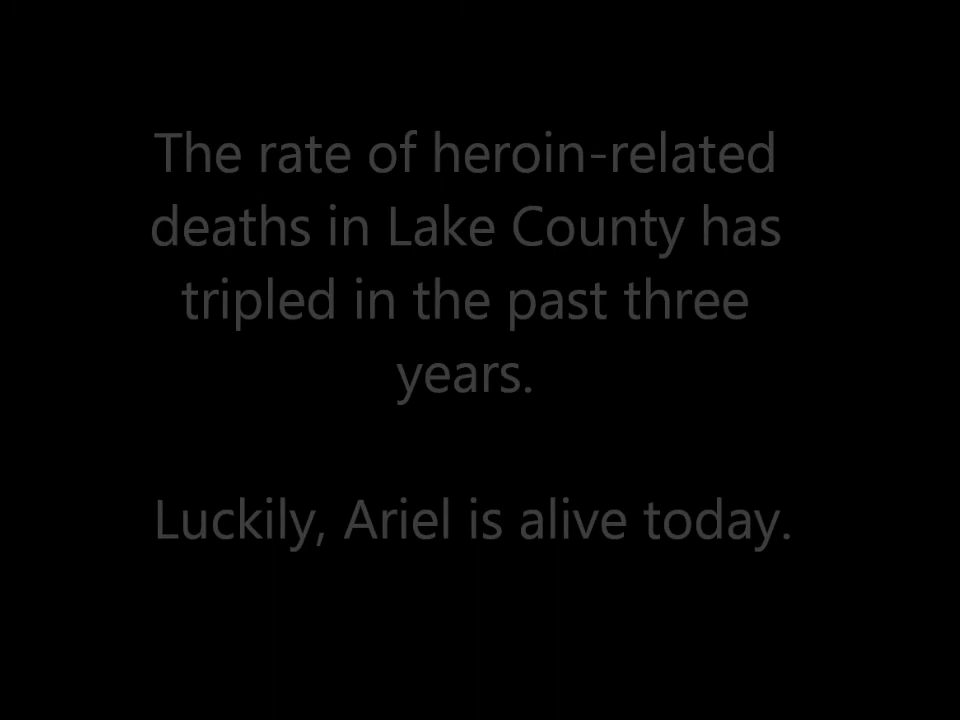 The rate of heroin-related
deaths in Lake County has
tripled in the past three
years.
Luckily, Ariel is alive today.